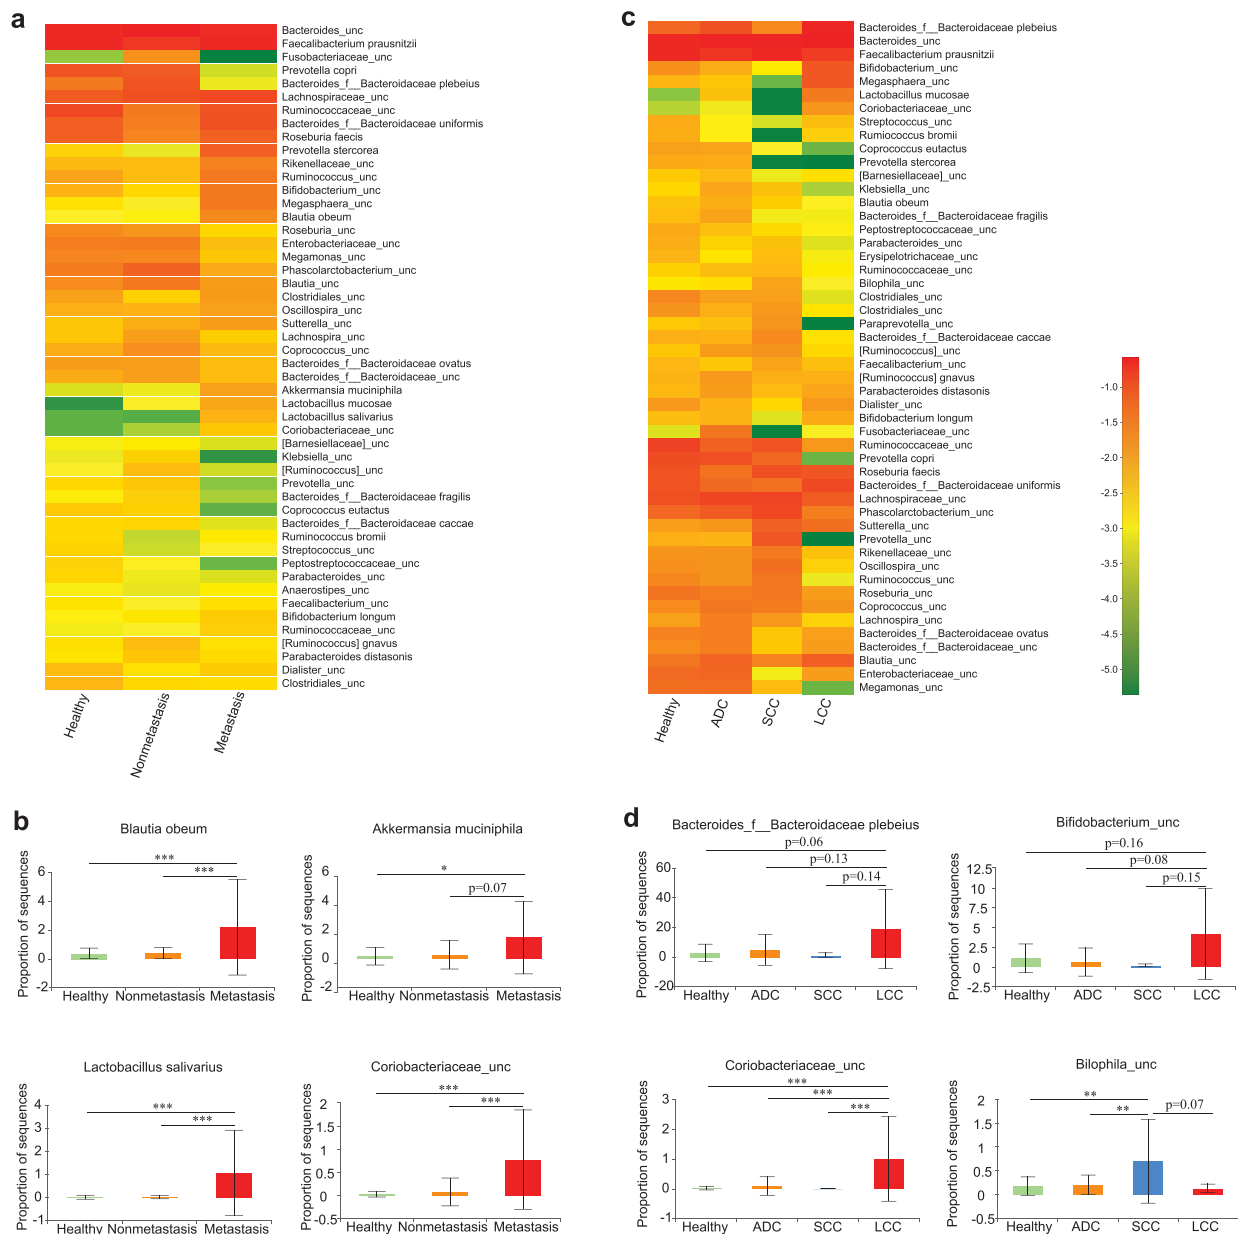 a
Bacteroides_unc
Faecalibacterium prausnitzii
Fusobacteriaceae_unc
Prevotella copri
Bacteroides_f__Bacteroidaceae plebeius
Lachnospiraceae_unc
Ruminococcaceae_unc
Bacteroides_f__Bacteroidaceae uniformis
Roseburia faecis
Prevotella stercorea
Rikenellaceae_unc
Ruminococcus_unc
Bifidobacterium_unc
Megasphaera_unc
Blautia obeum
Roseburia_unc
Enterobacteriaceae_unc
Megamonas_unc
Phascolarctobacterium_unc
Blautia_unc
Clostridiales_unc
Oscillospira_unc
Sutterella_unc
Lachnospira_unc
Coprococcus_unc
Bacteroides_f__Bacteroidaceae ovatus
Bacteroides_f__Bacteroidaceae_unc
Akkermansia muciniphila
Lactobacillus mucosae
Lactobacillus salivarius
Coriobacteriaceae_unc
[Barnesiellaceae]_unc
Klebsiella_unc
[Ruminococcus]_unc
Prevotella_unc
Bacteroides_f__Bacteroidaceae fragilis
Coprococcus eutactus
Bacteroides_f__Bacteroidaceae caccae
Ruminococcus bromii
Streptococcus_unc
Peptostreptococcaceae_unc
Parabacteroides_unc
Anaerostipes_unc
Faecalibacterium_unc
Bifidobacterium longum
Ruminococcaceae_unc
[Ruminococcus] gnavus
Parabacteroides distasonis
Dialister_unc
Clostridiales_unc
Healthy
Nonmetastasis
Metastasis
c
Bacteroides_f__Bacteroidaceae plebeius
Bacteroides_unc
Faecalibacterium prausnitzii
Bifidobacterium_unc
Megasphaera_unc
Lactobacillus mucosae
Coriobacteriaceae_unc
Streptococcus_unc
Rumiococcus bromii
Coprococcus eutactus
Prevotella stercorea
[Barnesiellaceae]_unc
Klebsiella_unc
Blautia obeum
Bacteroides_f__Bacteroidaceae fragilis
Peptostreptococcaceae_unc
Parabacteroides_unc
Erysipelotrichaceae_unc
Ruminococcaceae_unc
Bilophila_unc
Clostridiales_unc
Clostridiales_unc
Paraprevotella_unc
Bacteroides_f__Bacteroidaceae caccae
[Ruminococcus]_unc
Faecalibacterium_unc
[Ruminococcus] gnavus
Parabacteroides distasonis
Dialister_unc
Bifidobacterium longum
Fusobacteriaceae_unc
Ruminococcaceae_unc
Prevotella copri
Roseburia faecis
Bacteroides_f__Bacteroidaceae uniformis
Lachnospiraceae_unc
Phascolarctobacterium_unc
Sutterella_unc
Prevotella_unc
Rikenellaceae_unc
Oscillospira_unc
Ruminococcus_unc
Roseburia_unc
Coprococcus_unc
Lachnospira_unc
Bacteroides_f__Bacteroidaceae ovatus
Bacteroides_f__Bacteroidaceae_unc
Blautia_unc
Enterobacteriaceae_unc
Megamonas_unc
Healthy
ADC
SCC
LCC
-1.0
-2.0
-3.0
-4.0
-5.0
b
Blautia obeum
Proportion of sequences
6
4
2
0
-2
***
***
Healthy Nonmetastasis Metastasis
Akkermansia muciniphila
Proportion of sequences
6
4
2
0
-2
*
p=0.07
Healthy Nonmetastasis Metastasis
Lactobacillus salivarius
Proportion of sequences
4
3
2
1
0
-1
***
***
Healthy Nonmetastasis Metastasis
Coriobacteriaceae_unc
Proportion of sequences
2
1.5
1
0.5
0
-0.5
***
***
Healthy Nonmetastasis Metastasis
d
Bacteroides_f__Bacteroidaceae plebeius
Proportion of sequences
60
40
20
0
-20
p=0.06
p=0.13
p=0.14
Healthy ADC SCC LCC
Bifidobacterium_unc
Proportion of sequences
12.5
10
7.5
5
2.5
0
-2.5
p=0.16
p=0.08
p=0.15
Healthy ADC SCC LCC
Coriobacteriaceae_unc
Proportion of sequences
3
2
1
0
-1
***
***
***
Healthy ADC SCC LCC
Bilophila_unc
Proportion of sequences
2
1.5
1
0.5
0
-0.5
**
**
p=0.07
Healthy ADC SCC LCC